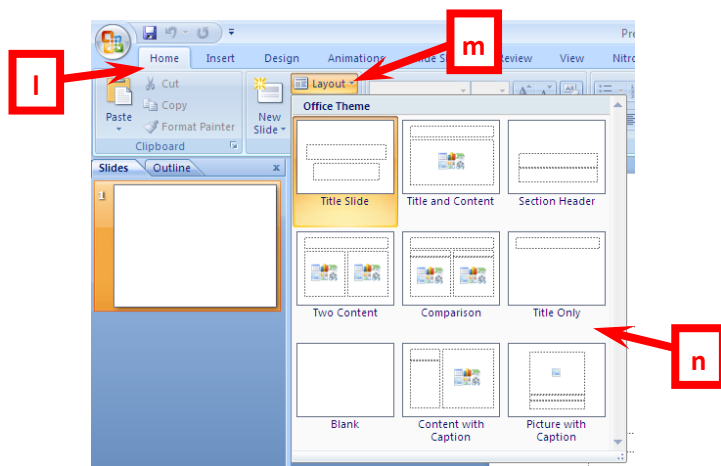 Pre
Home Insert Design Animations Review View Nitro
l
m
Cut
Copy
Format Painter
Paste
New
Slide
Layout
Clipboard
Office Theme
Slides Outline x
1
Title Slide Title and Content Section Header
Two Content Comparison Title Only
n
Blank Content with
Caption Picture with
Caption